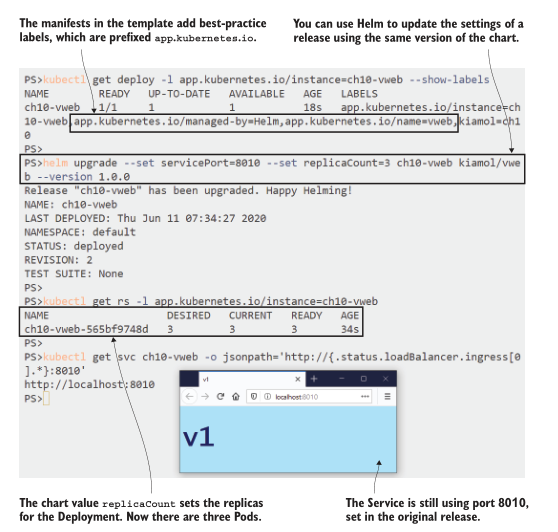 The manifests in the template add best-practice
labels, which are prefixed app.kubernetes.io.
You can use Helm to update the settings of a
release using the same version of the chart.
PS>kubectl get deploy -l app.kubernetes.io/instance=ch10-vweb --show-labels
NAME READY UP-TO-DATE AVAILABLE AGE LABELS
ch10-vweb 1/1 1 1 18s app.kubernetes.io/instance=ch
10-vweb,app.kubernetes.io/managed-by=Helm,app.kubernetes.io/name=vweb,kiamol=ch1
0
PS>
PS>helm upgrade --set servicePort=8010 --set replicaCount=3 ch10-vweb kiamol/vwe
b --version 1.0.0
Release "ch10-vweb" has been upgraded. Happy Helming!
NAME: ch10-vweb
LAST DEPLOYED: Thu Jun 11 07:34:27 2020
NAMESPACE: default
STATUS: deployed
REVISION: 2
TEST SUITE: None
PS>
PS>kubectl get rs -l app.kubernetes.io/instance=ch10-vweb
NAME DESIRED CURRENT READY AGE
ch10-vweb-565bf9748d 3 3 3 34s
PS>
PS>kubectl get svc ch10-vweb -o jsonpath='http://{.status.loadBalancer.ingress[0
].*}:8010'
http://localhost:8010
PS>
v1
localhost:8010
v1
The chart value replicaCount sets the replicas
for the Deployment. Now there are three Pods.
The Service is still using port 8010,
set in the original release.